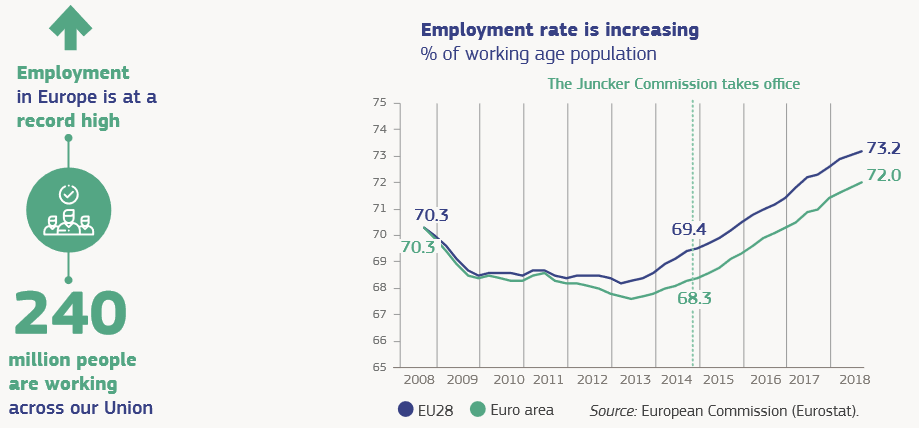 Employment
in Europe is at a
record high
240
million people
are working
across our Union
Employment rate is increasing
% of working age population
The Juncker Commission takes office
75
74
73
72
71
70
69
68
67
66
65
70.3
70.3
69.4
68.3
73.2
72.0
2008 2009 2010 2011 2012 2013 2014 2015 2016 2017 2018
EU28 Euro area Source: European Commission (Eurostat).